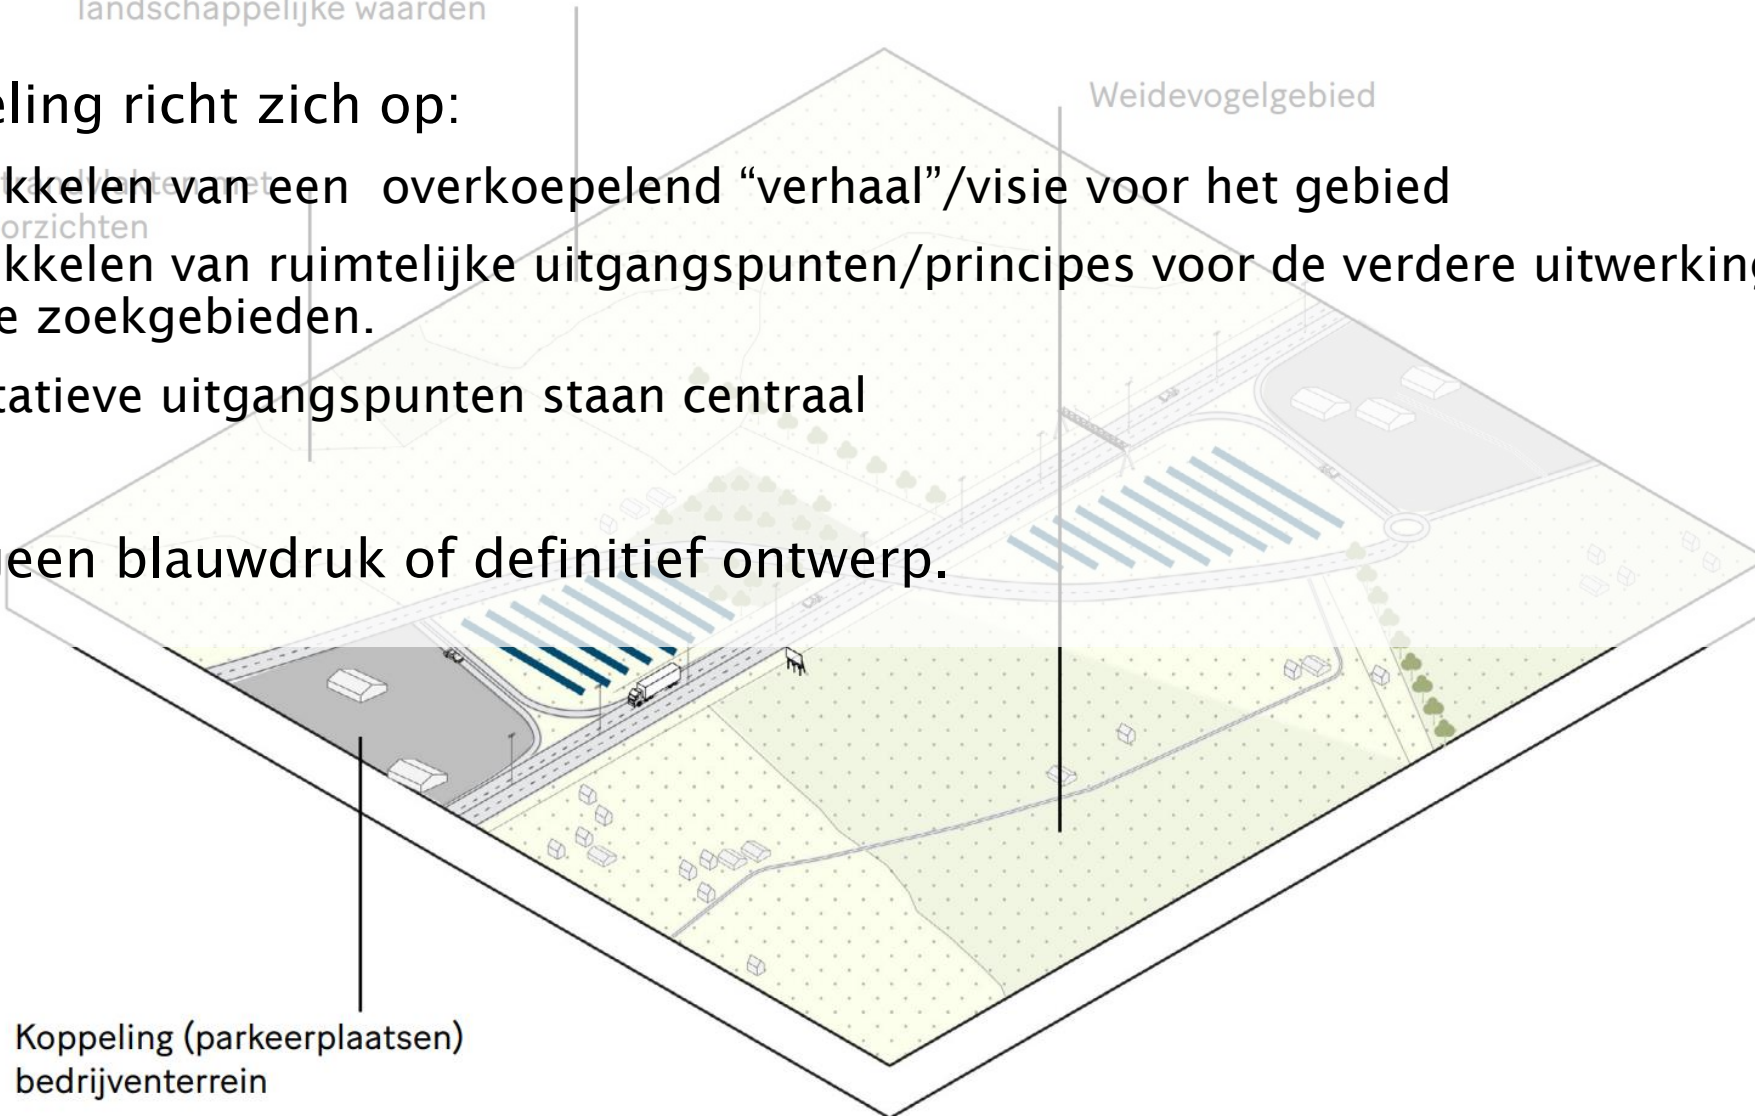 landschappelijke waarden
eling richt zich op:
Weidevogelgebied
kkelen van een overkoepelend “verhaal”/visie voor het gebied
orzichten
kkelen van ruimtelijke uitgangspunten/principes voor de verdere uitwerking
e zoekgebieden.
tatieve uitgangspunten staan centraal
geen blauwdruk of definitief ontwerp.
Koppeling (parkeerplaatsen)
bedrijventerrein